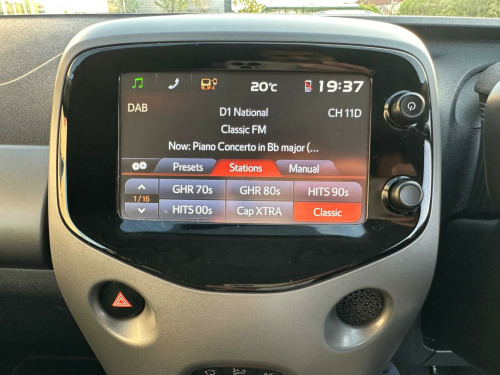 20°C 19:37
DAB D1 National CH 11D
Classic FM
Now: Piano Concerto in Bb major (...
Presets Stations Manual
GHR 70s GHR 80s HITS 90s
1/16
HITS 00s Cap XTRA Classic